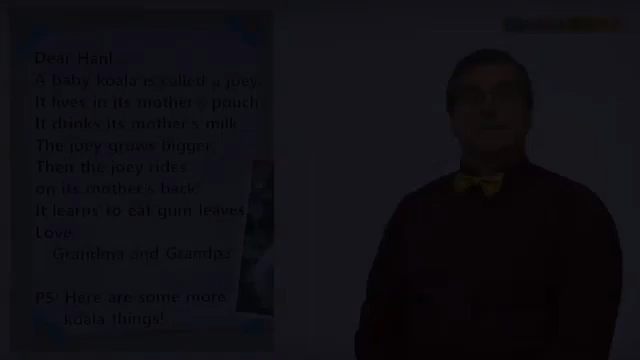 Dear Han!
A baby koala is called a joey.
It lives in its mother's pouch.
It drinks its mother's milk.
The joey grows bigger.
Then the joey rides
on its mother's back.
It learns to eat gum leaves.
Love
Grandma and Grandpa
PS Here are some more
koala things!